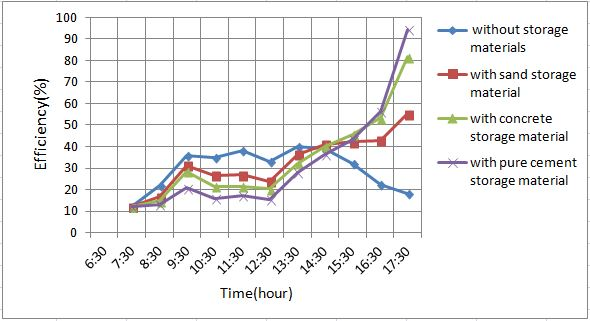 100
90
80
70
60
50
40
30
20
10
0
Efficiency(%)
6:30
7:30
8:30
9:30
10:30
11:30
12:30
13:30
14:30
15:30
16:30
17:30
Time(hour)
without storage
materials
with sand storage
material
with concrete
storage material
with pure cement
storage material